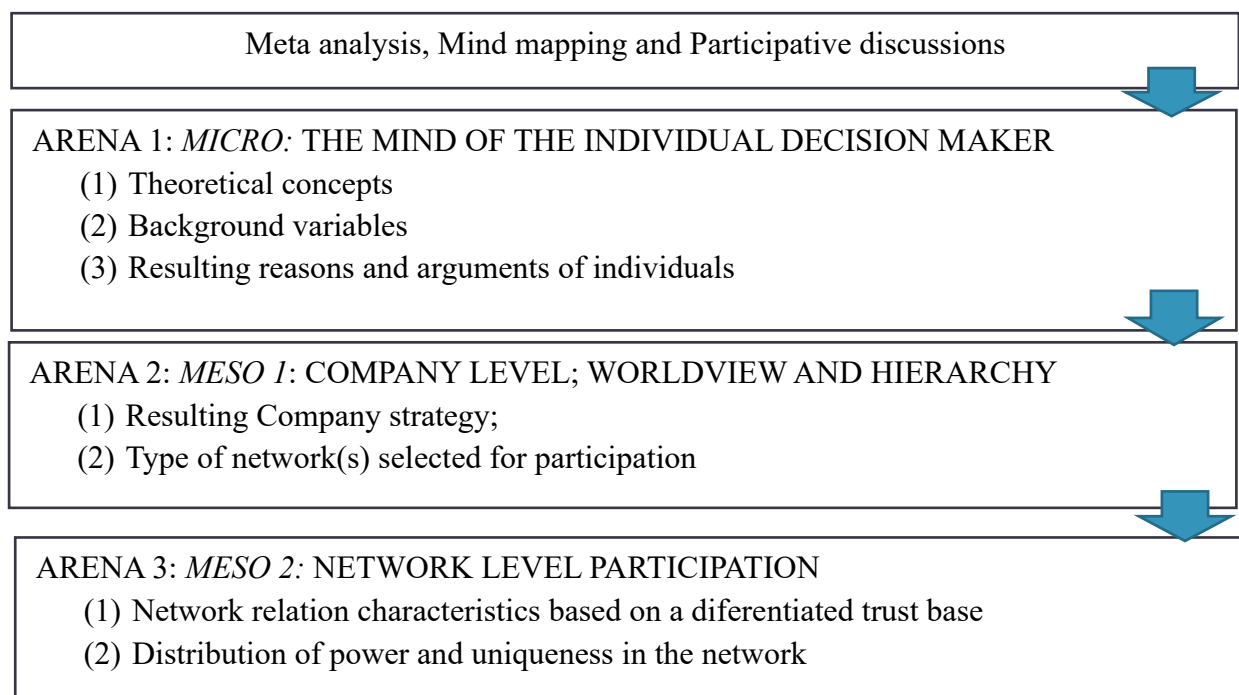 Meta analysis, Mind mapping and Participative discussions
ARENA 1: MICRO: THE MIND OF THE INDIVIDUAL DECISION MAKER
(1) Theoretical concepts
(2) Background variables
(3) Resulting reasons and arguments of individuals
ARENA 2: MESO 1: COMPANY LEVEL; WORLDVIEW AND HIERARCHY
(1) Resulting Company strategy;
(2) Type of network(s) selected for participation
ARENA 3: MESO 2: NETWORK LEVEL PARTICIPATION
(1) Network relation characteristics based on a diferentiated trust base
(2) Distribution of power and uniqueness in the network